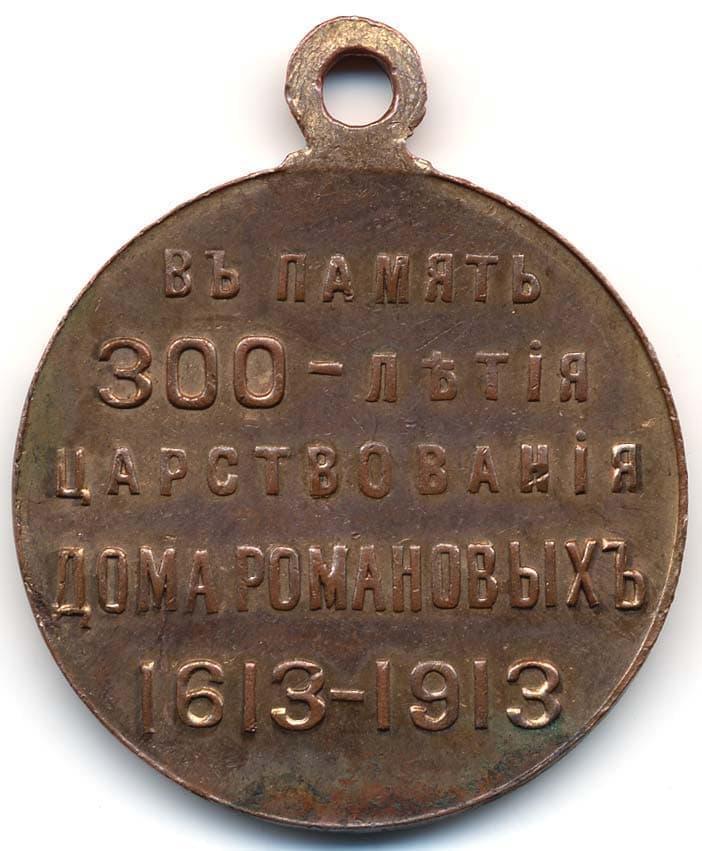 ВЪ ПАМЯТЬ
300-ЛѢТІЯ
ЦАРСТВОВАНІЯ
ДОМА РОМАНОВЫХЪ
1613-1913